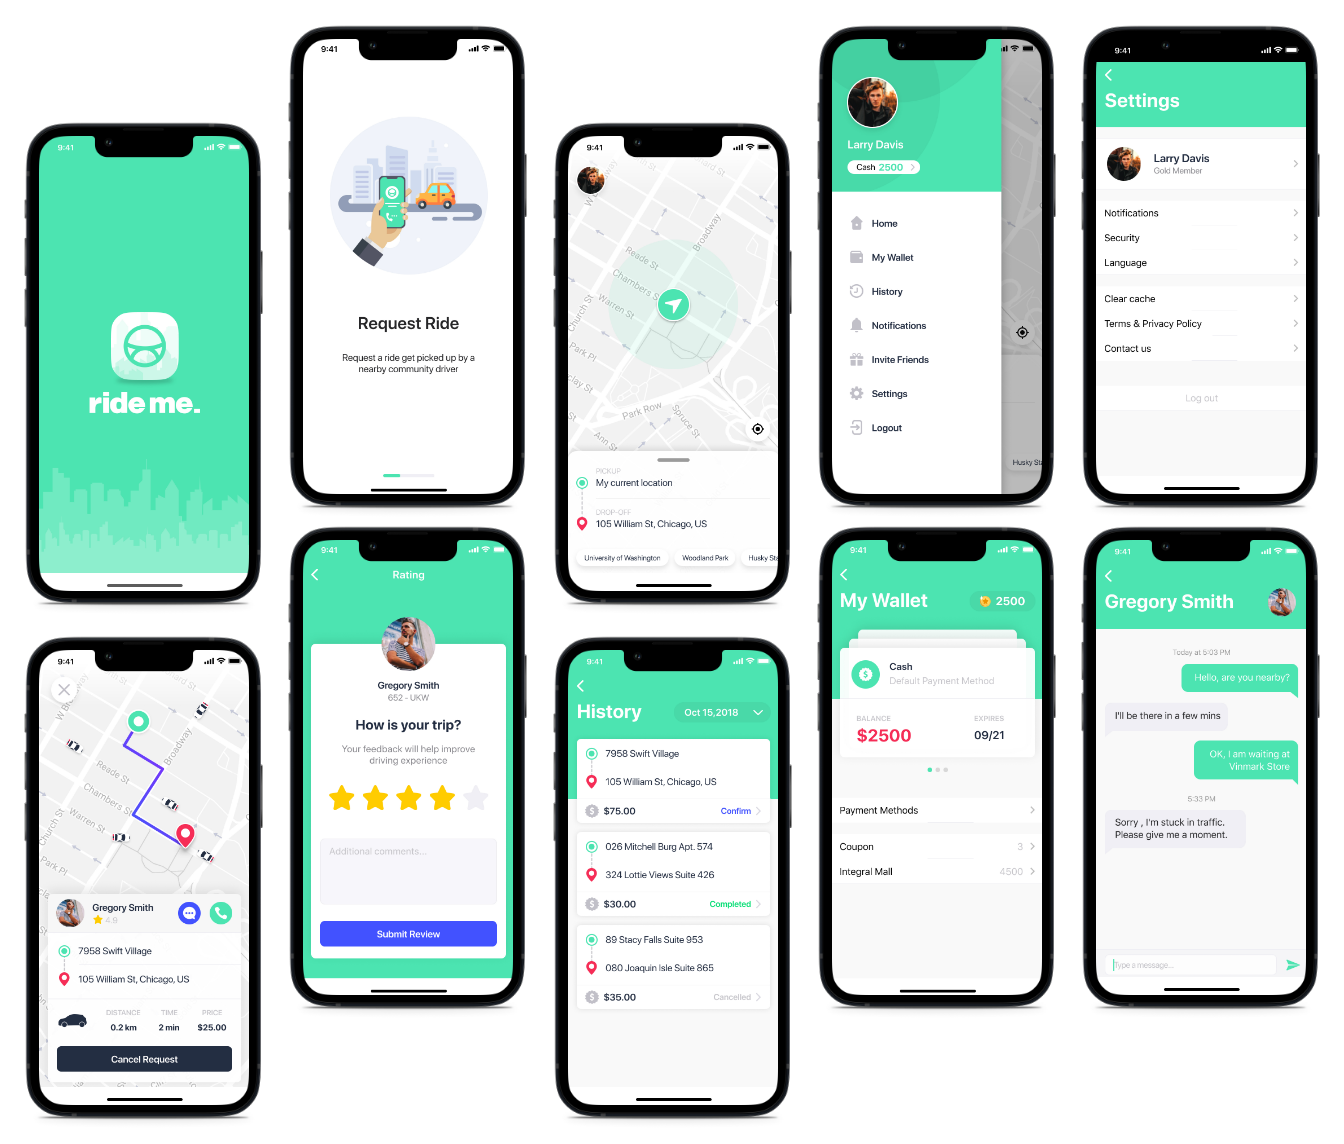 9:41
ride me.
9:41
Request Ride
Request a ride get picked up by a
nearby community driver
9:41
W
Broadway
Reade St
Chambers St
Warren St
Church St
Park Pl
clay St
Park Row
Spruce St
Ann St
PICKUP
My current location
DROP-OFF
105 William St, Chicago, US
University of Washington
Woodland Park
Husky Sta
Larry Davis
Cash 2500
Home
My Wallet
History
Notifications
Invite Friends
Settings
Logout
Husky Sta
9:41
Settings
Larry Davis
Gold Member
Notifications
Security
Language
Clear cache
Terms & Privacy Policy
Contact us
Log out
9:41
W B
Broadway
Reade St
Chambers St
Warren St
Park Pl
Gregory Smith
4.9
7958 Swift Village
105 William St, Chicago, US
DISTANCE
TIME
PRICE
0.2 km
2 min
$25.00
Cancel Request
9:41
Rating
Gregory Smith
652 - UKW
How is your trip?
Your feedback will help improve
driving experience
Additional comments...
Submit Review
9:41
History
Oct 15,2018
7958 Swift Village
105 William St, Chicago, US
$75.00
Confirm
026 Mitchell Burg Apt. 574
324 Lottie Views Suite 426
$30.00
Completed
89 Stacy Falls Suite 953
080 Joaquin Isle Suite 865
$35.00
Cancelled
9:41
My Wallet
2500
Cash
Default Payment Method
BALANCE
EXPIRES
$2500
09/21
Payment Methods
Coupon
3
Integral Mall
4500
9:41
Gregory Smith
Today at 5:03 PM
Hello, are you nearby?
I'll be there in a few mins
OK, I am waiting at
Vinmark Store
5:33 PM
Sorry , I'm stuck in traffic.
Please give me a moment.
Type a message...